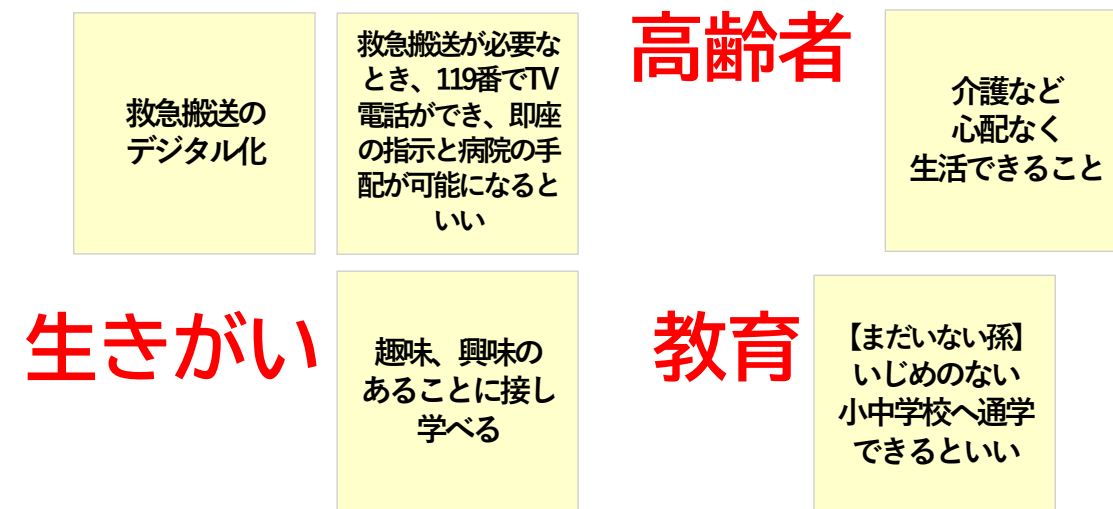 救急搬送の
デジタル化
救急搬送が必要な
とき、119番でTV
電話ができ、即座
の指示と病院の手
配が可能になると
いい
高齢者
介護など
心配なく
生活できること
生きがい
趣味、興味の
あることに接し
学べる
教育
【まだいない孫】
いじめのない
小中学校へ通学
できるといい